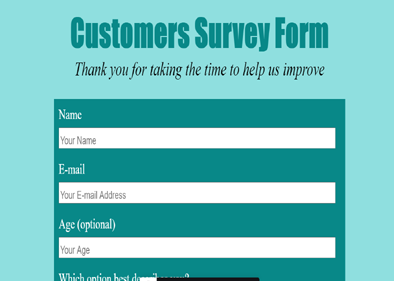 Customers Survey Form
Thank you for taking the time to help us improve
Name
Your Name
E-mail
Your E-mail Address
Age (optional)
Your Age
Which option best